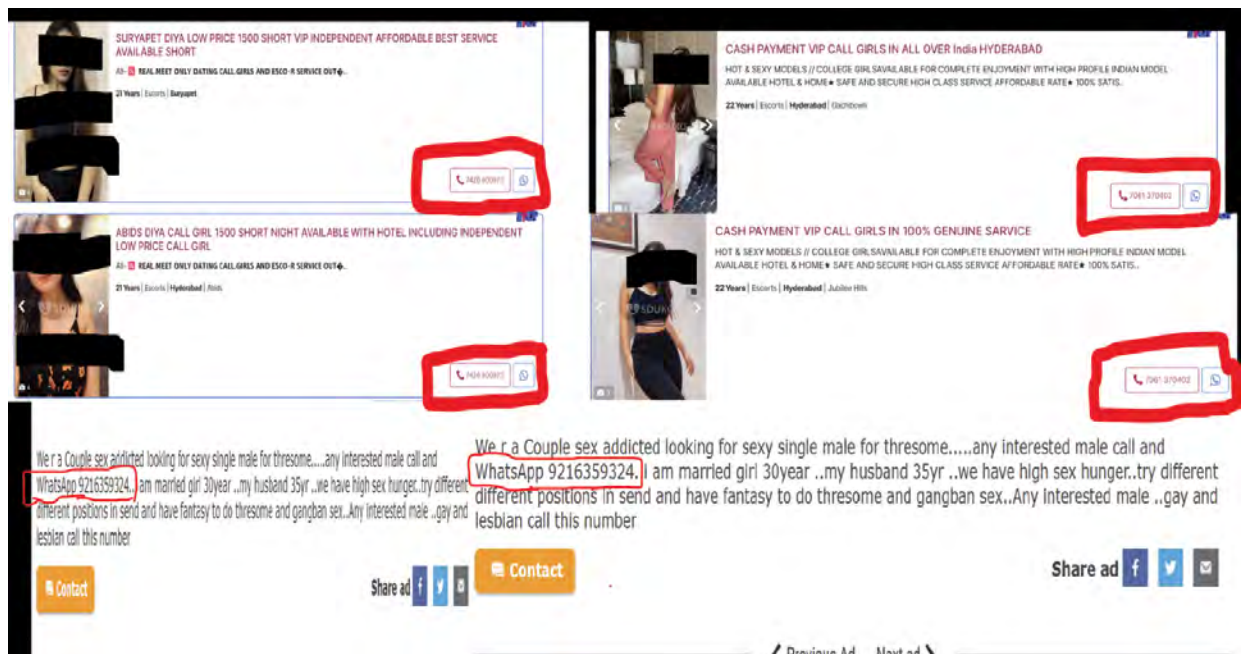 SURYAPET DIYA LOW PRICE 1500 SHORT VIP INDEPENDENT AFFORDABLE BEST SERVICE
AVAILABLE SHORT
REAL MEET ONLY DATING CALL GIRLS AND ESCO-R SERVICE OUT
21 Years | Escorts | Suryapet
ABIDS DIYA CALL GIRL 1500 SHORT NIGHT AVAILABLE WITH HOTEL INCLUDING INDEPENDENT
LOW PRICE CALL GIRL
REAL MEET ONLY DATING CALL GIRLS AND ESCO-R SERVICE OUT
21 Years | Escorts | Hyderabad | Abids
CASH PAYMENT VIP CALL GIRLS IN ALL OVER India HYDERABAD
HOT & SEXY MODELS // COLLEGE GIRLSAVAILABLE FOR COMPLETE ENJOYMENT WITH HIGH PROFILE INDIAN MODEL
AVAILABLE HOTEL & HOME★ SAFE AND SECURE HIGH CLASS SERVICE AFFORDABLE RATE★ 100% SATIS..
22 Years | Escorts | Hyderabad | Gachibowli
7061 370402
CASH PAYMENT VIP CALL GIRLS IN 100% GENUINE SARVICE
HOT & SEXY MODELS // COLLEGE GIRLSAVAILABLE FOR COMPLETE ENJOYMENT WITH HIGH PROFILE INDIAN MODEL
AVAILABLE HOTEL & HOME★ SAFE AND SECURE HIGH CLASS SERVICE AFFORDABLE RATE★ 100% SATIS..
22 Years | Escorts | Hyderabad | Jubilee Hills
7061 370402
We r a Couple sex addicted looking for sexy single male for thresome.....any interested male call and
WhatsApp 9216359324.. am married girl 30year ..my husband 35yr ..we have high sex hunger..try different
different positions in send and have fantasy to do thresome and gangban sex..Any interested male ..gay and
lesbian call this number
Contact
Share ad
We r a Couple sex addicted looking for sexy single male for thresome.....any interested male call and
WhatsApp 9216359324. I am married girl 30year ..my husband 35yr ..we have high sex hunger..try different
different positions in send and have fantasy to do thresome and gangban sex..Any interested male ..gay and
lesbian call this number
Contact
Share ad
Previous Ad Next ad